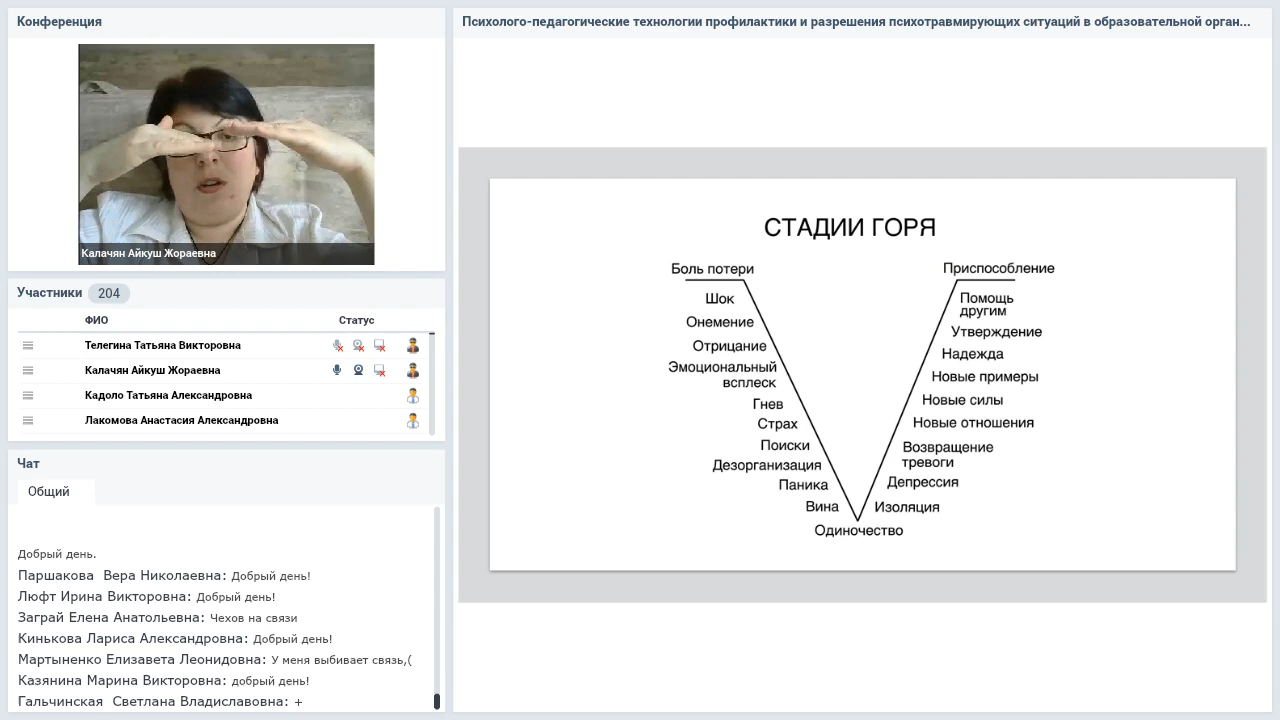 Конференция
Калачян Айкуш Жораевна
Участники 204
ФИО Статус
Телегина Татьяна Викторовна
Калачян Айкуш Жораевна
Кадоло Татьяна Александровна
Лакомова Анастасия Александровна
Чат
Общий
Добрый день.
Паршакова Вера Николаевна: Добрый день!
Люфт Ирина Викторовна: Добрый день!
Заграй Елена Анатольевна: Чехов на связи
Кинькова Лариса Александровна: Добрый день!
Мартыненко Елизавета Леонидовна: У меня выбивает связь,(
Казянина Марина Викторовна: добрый день!
Гальчинская Светлана Владиславовна: +
Психолого-педагогические технологии профилактики и разрешения психотравмирующих ситуаций в образовательной орган...
СТАДИИ ГОРЯ
Боль потери
Шок
Онемение
Отрицание
Эмоциональный
всплеск
Гнев
Страх
Поиски
Дезорганизация
Паника
Вина
Одиночество
Приспособление
Помощь
другим
Утверждение
Надежда
Новые примеры
Новые силы
Новые отношения
Возвращение
тревоги
Депрессия
Изоляция